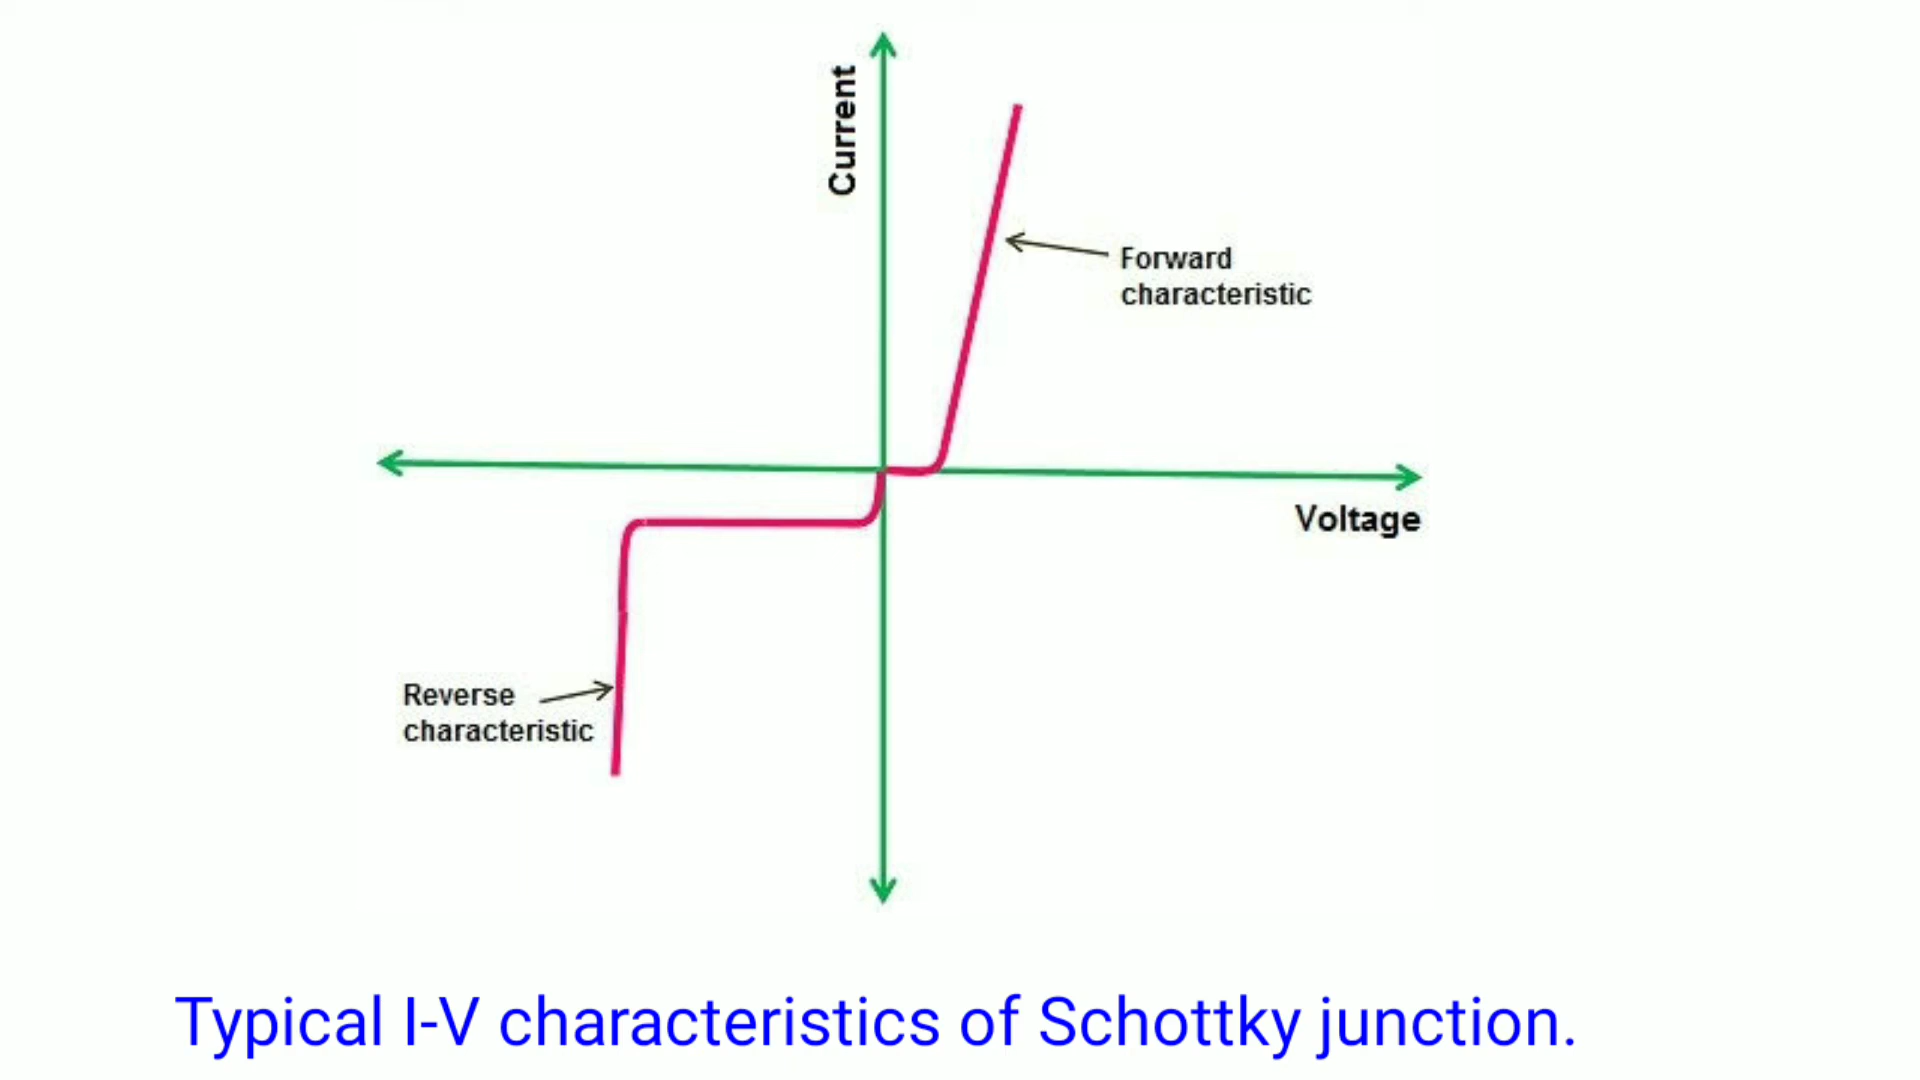 Current
Forward
characteristic
Voltage
Reverse
characteristic
Typical I-V characteristics of Schottky junction.